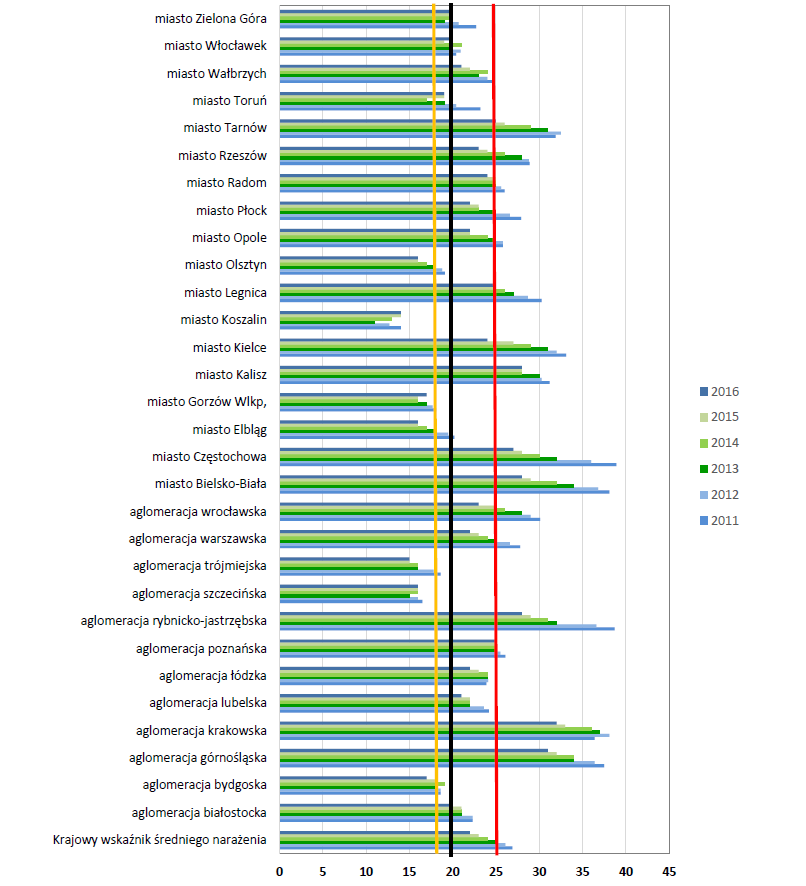 miasto Zielona Góra
miasto Włocławek
miasto Wałbrzych
miasto Toruń
miasto Tarnów
miasto Rzeszów
miasto Radom
miasto Płock
miasto Opole
miasto Olsztyn
miasto Legnica
miasto Koszalin
miasto Kielce
miasto Kalisz
miasto Gorzów Wlkp,
miasto Elbląg
miasto Częstochowa
miasto Bielsko-Biała
aglomeracja wrocławska
aglomeracja warszawska
aglomeracja trójmiejska
aglomeracja szczecińska
aglomeracja rybnicko-jastrzębska
aglomeracja poznańska
aglomeracja łódzka
aglomeracja lubelska
aglomeracja krakowska
aglomeracja górnośląska
aglomeracja bydgoska
aglomeracja białostocka
Krajowy wskaźnik średniego narażenia
0 5 10 15 20 25 30 35 40 45
2016
2015
2014
2013
2012
2011